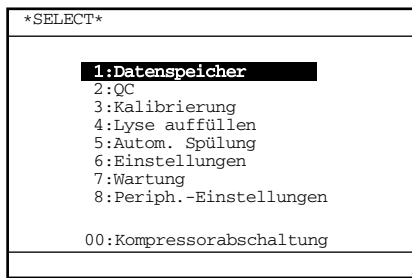 *SELECT*
1:Datenspeicher
2:QC
3:Kalibrierung
4:Lyse auffüllen
5:Autom. Spülung
6:Einstellungen
7:Wartung
8:Periph.-Einstellungen
00:Kompressorabschaltung